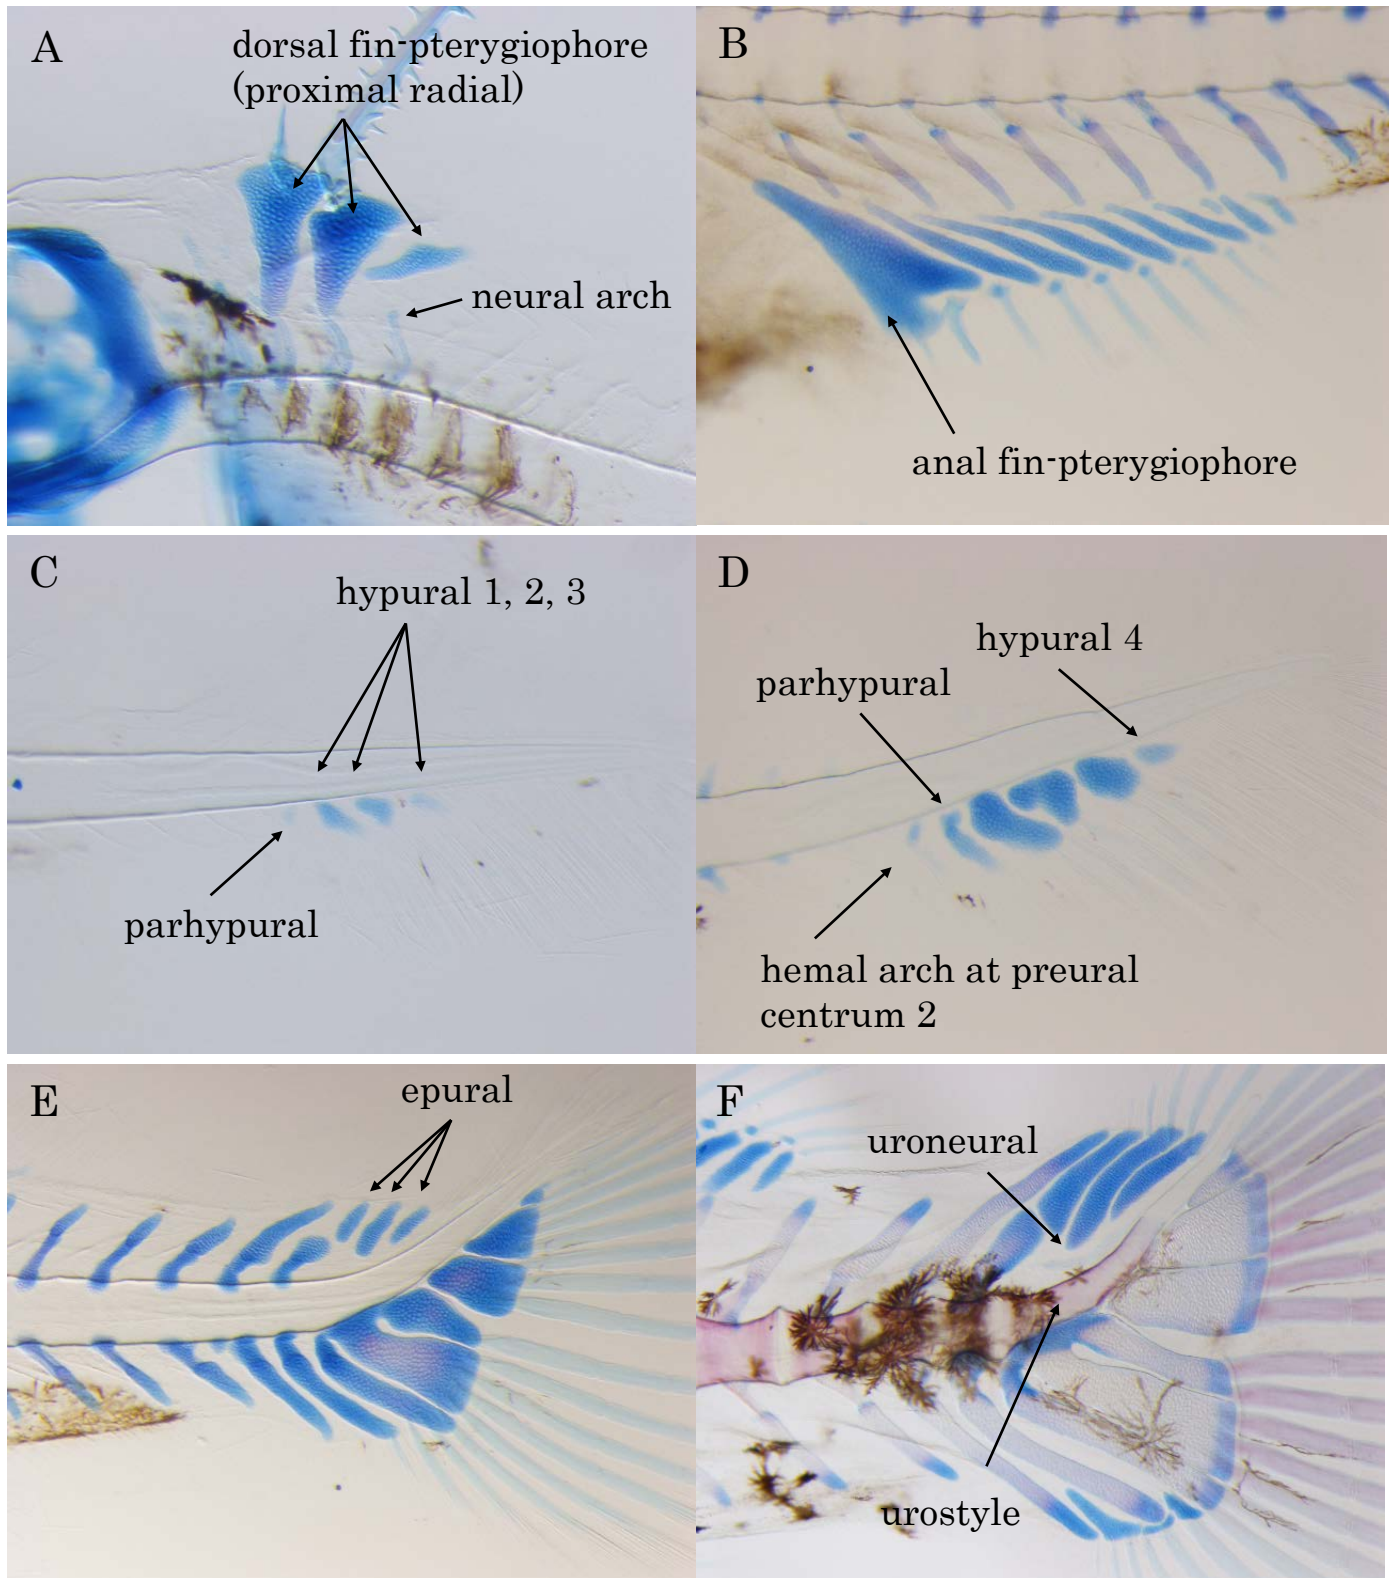 A
dorsal fin-pterygiophore
(proximal radial)
neural arch
B
anal fin-pterygiophore
C
hypural 1, 2, 3
parhypural
D
hypural 4
parhypural
hemal arch at preural
centrum 2
E
epural
F
uroneural
urostyle